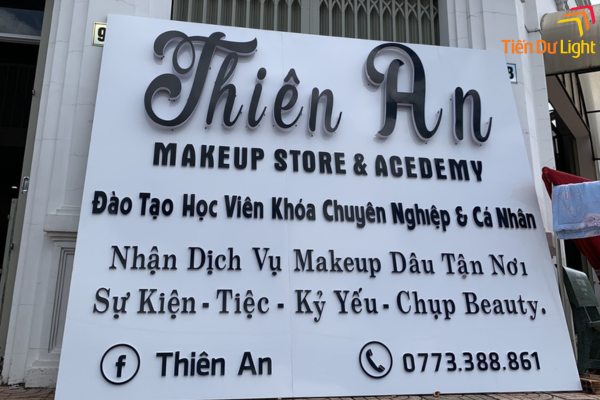 Tiến Dư Light
9
B
Thiên An
MAKEUP STORE & ACEDEMY
Đào Tạo Học Viên Khóa Chuyên Nghiệp & Cá Nhân
Nhận Dịch Vụ Makeup Dâu Tận Nơi
Sự Kiện - Tiệc - Kỷ Yếu - Chụp Beauty.
f Thiên An
0773.388.861